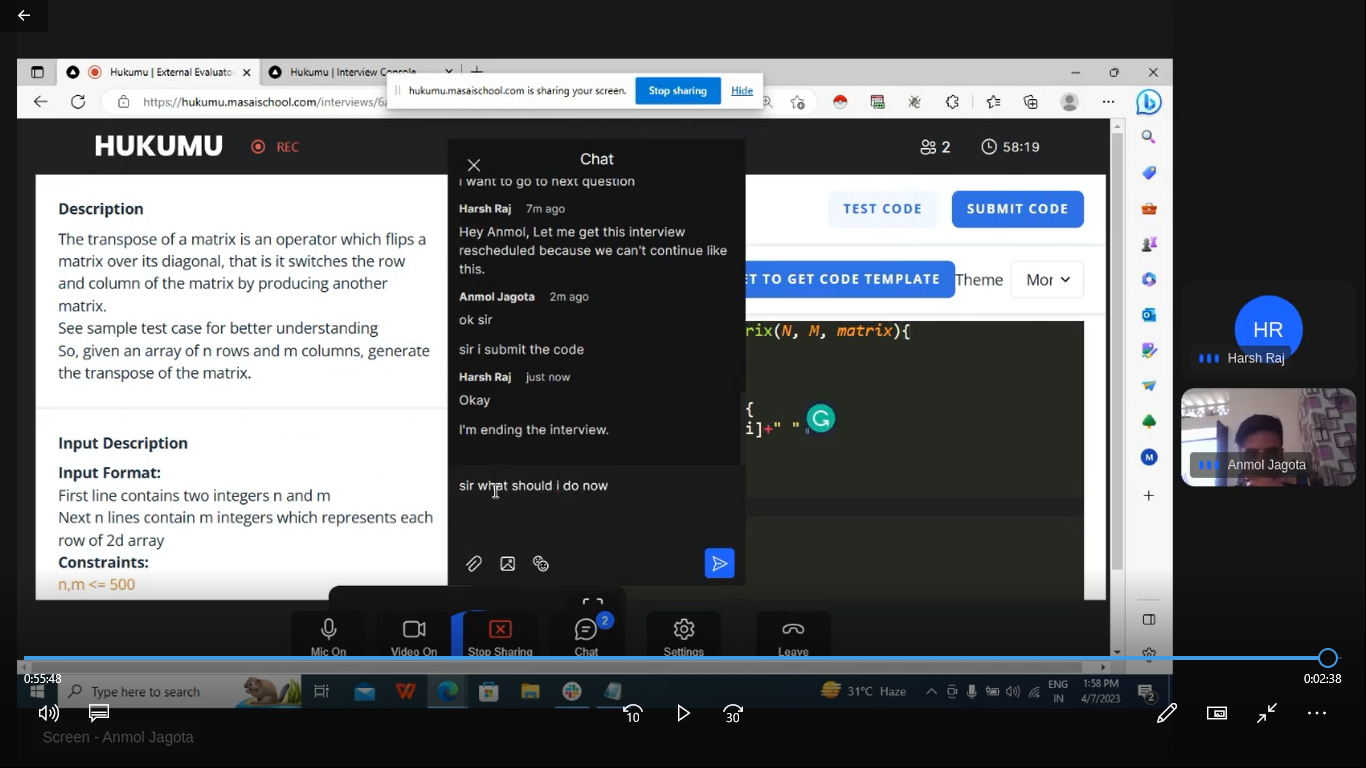 Hukumu | External Evaluato
Hukumu | Interview Console
hukumu.masaischool.com is sharing your screen.
Stop sharing
Hide
https://hukumu.masaischool.com/interviews/6
HUKUMU
REC
2
58:19
Description
The transpose of a matrix is an operator which flips a
matrix over its diagonal, that is it switches the row
and column of the matrix by producing another
matrix.
See sample test case for better understanding
So, given an array of n rows and m columns, generate
the transpose of the matrix.
Input Description
Input Format:
First line contains two integers n and m
Next n lines contain m integers which represents each
row of 2d array
Constraints:
n,m <= 500
Chat
i want to go to next question
Harsh Raj 7m ago
Hey Anmol, Let me get this interview
rescheduled because we can't continue like
this.
Anmol Jagota 2m ago
ok sir
sir i submit the code
Harsh Raj just now
Okay
I'm ending the interview.
sir what should i do now
TEST CODE
SUBMIT CODE
TO GET CODE TEMPLATE
Theme
Mor
rix(N, M, matrix){
{
i]+" "
HR
Harsh Raj
Anmol Jagota
Mic On
Video On
Stop Sharing
2
Chat
Settings
Leave
0:55:48
0:02:38
Type here to search
31°C Haze
ENG
IN
1:58 PM
4/7/2023
2
10
30
Screen - Anmol Jagota